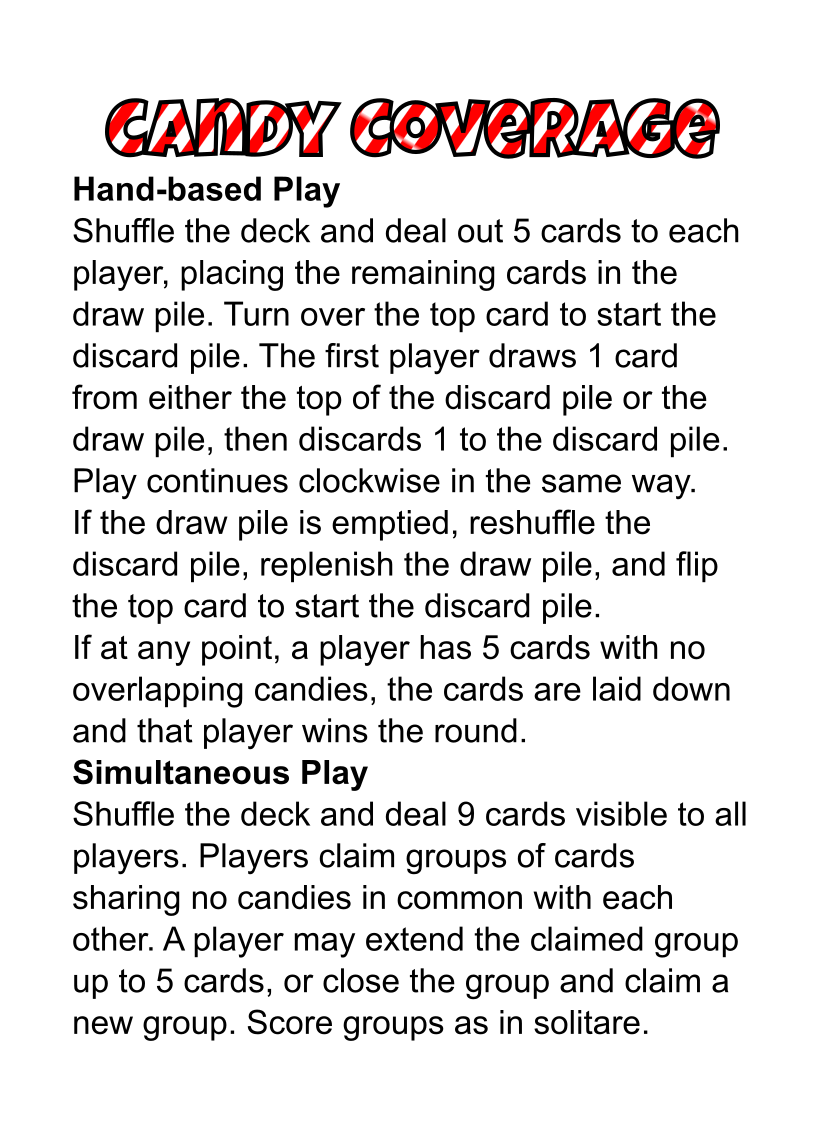 CANDY COVERAGE
Hand-based Play
Shuffle the deck and deal out 5 cards to each
player, placing the remaining cards in the
draw pile. Turn over the top card to start the
discard pile. The first player draws 1 card
from either the top of the discard pile or the
draw pile, then discards 1 to the discard pile.
Play continues clockwise in the same way.
If the draw pile is emptied, reshuffle the
discard pile, replenish the draw pile, and flip
the top card to start the discard pile.
If at any point, a player has 5 cards with no
overlapping candies, the cards are laid down
and that player wins the round.
Simultaneous Play
Shuffle the deck and deal 9 cards visible to all
players. Players claim groups of cards
sharing no candies in common with each
other. A player may extend the claimed group
up to 5 cards, or close the group and claim a
new group. Score groups as in solitare.